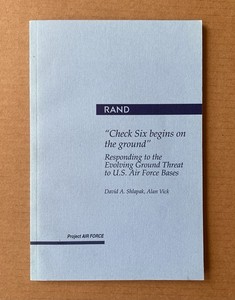 RAND
"Check Six begins on
the ground"
Responding to the
Evolving Ground Threat
to U.S. Air Force Bases
David A. Shlapak, Alan Vick
Project AIR FORCE